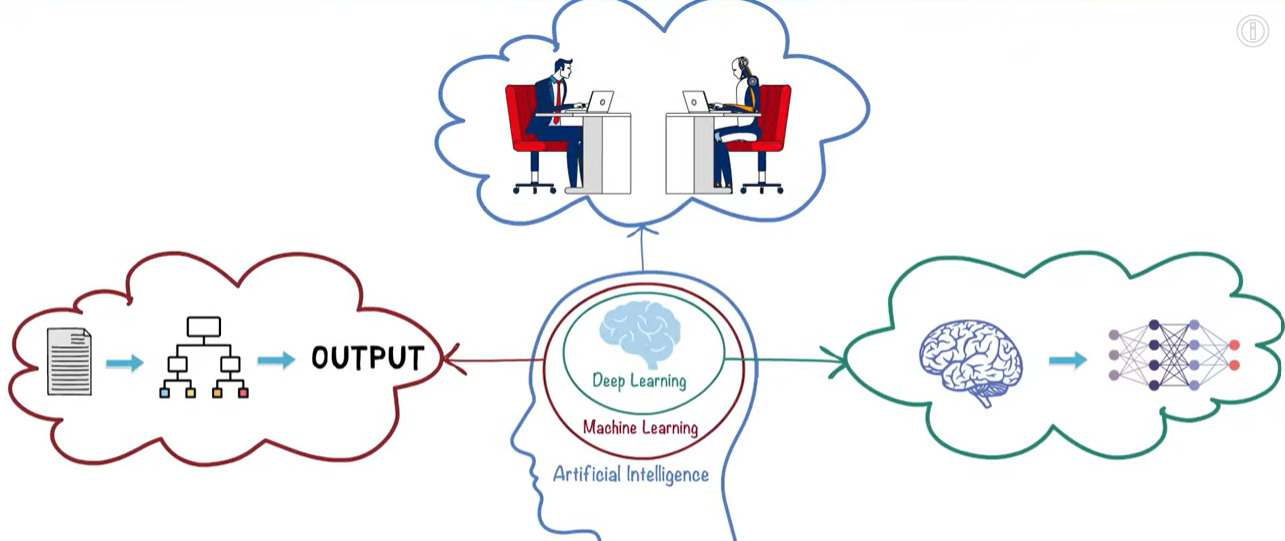 OUTPUT
Deep Learning
Machine Learning
Artificial Intelligence